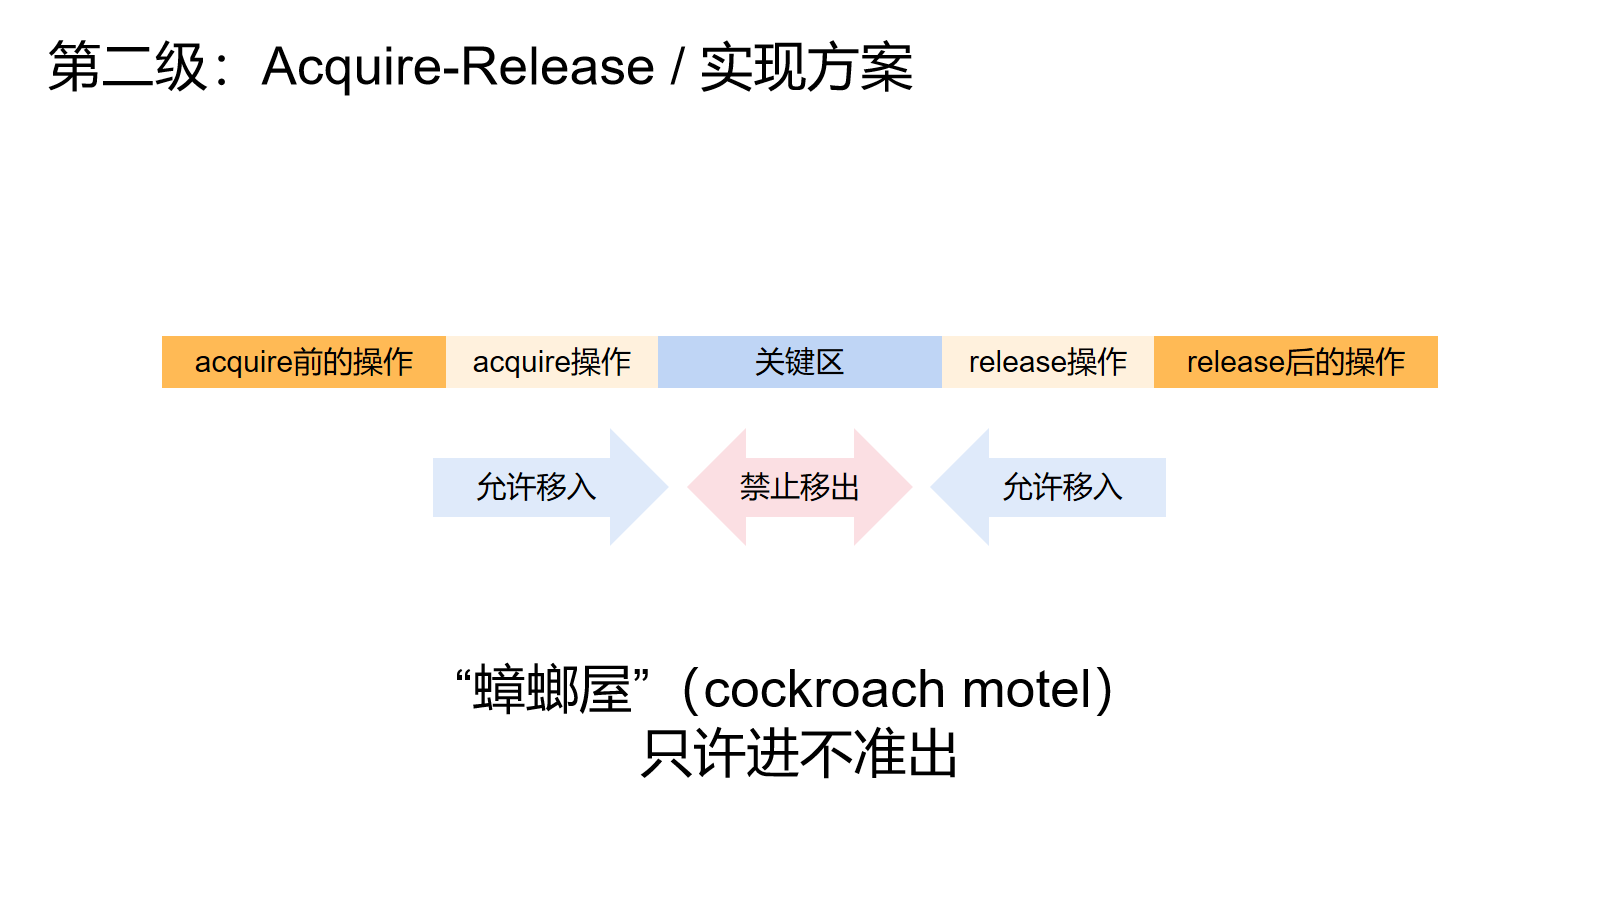 第二级：Acquire-Release / 实现方案
acquire前的操作 acquire操作 关键区 release操作 release后的操作
允许移入 禁止移出 允许移入
“蟑螂屋”（cockroach motel）
只许进不准出